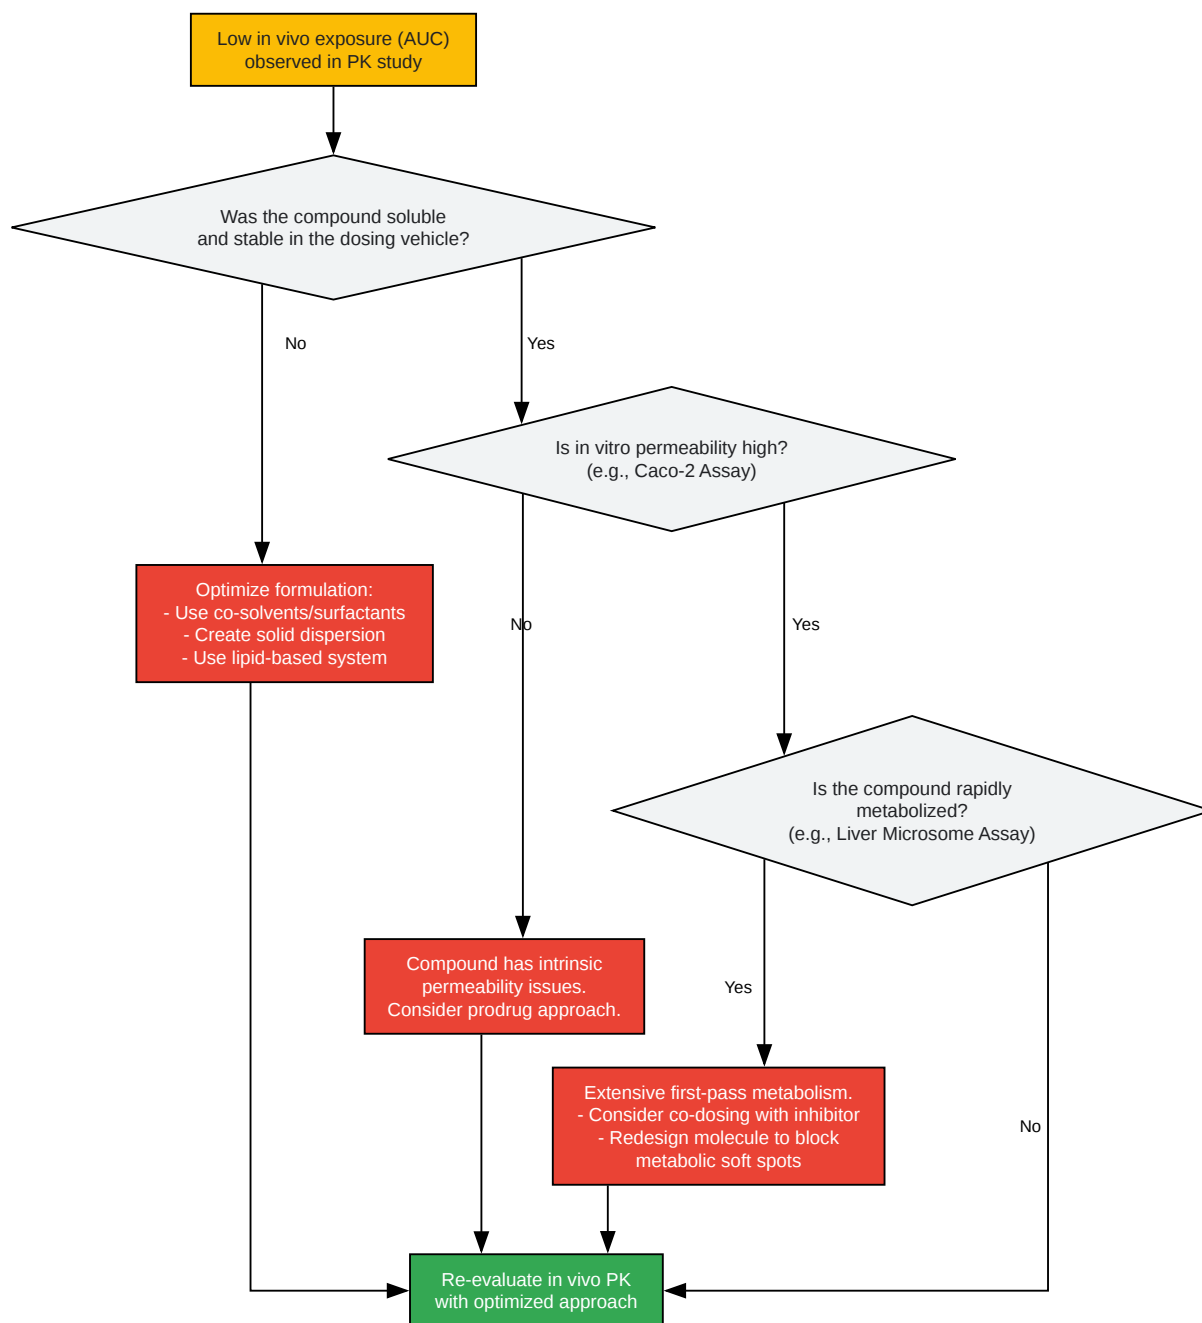 Low in vivo exposure (AUC)
observed in PK study
Was the compound soluble
and stable in the dosing vehicle?
No
Yes
Is in vitro permeability high?
(e.g., Caco-2 Assay)
Optimize formulation:
- Use co-solvents/surfactants
- Create solid dispersion
- Use lipid-based system
No
Yes
Is the compound rapidly
metabolized?
(e.g., Liver Microsome Assay)
Compound has intrinsic
permeability issues.
Consider prodrug approach.
Yes
Extensive first-pass metabolism.
- Consider co-dosing with inhibitor
- Redesign molecule to block
metabolic soft spots
No
Re-evaluate in vivo PK
with optimized approach